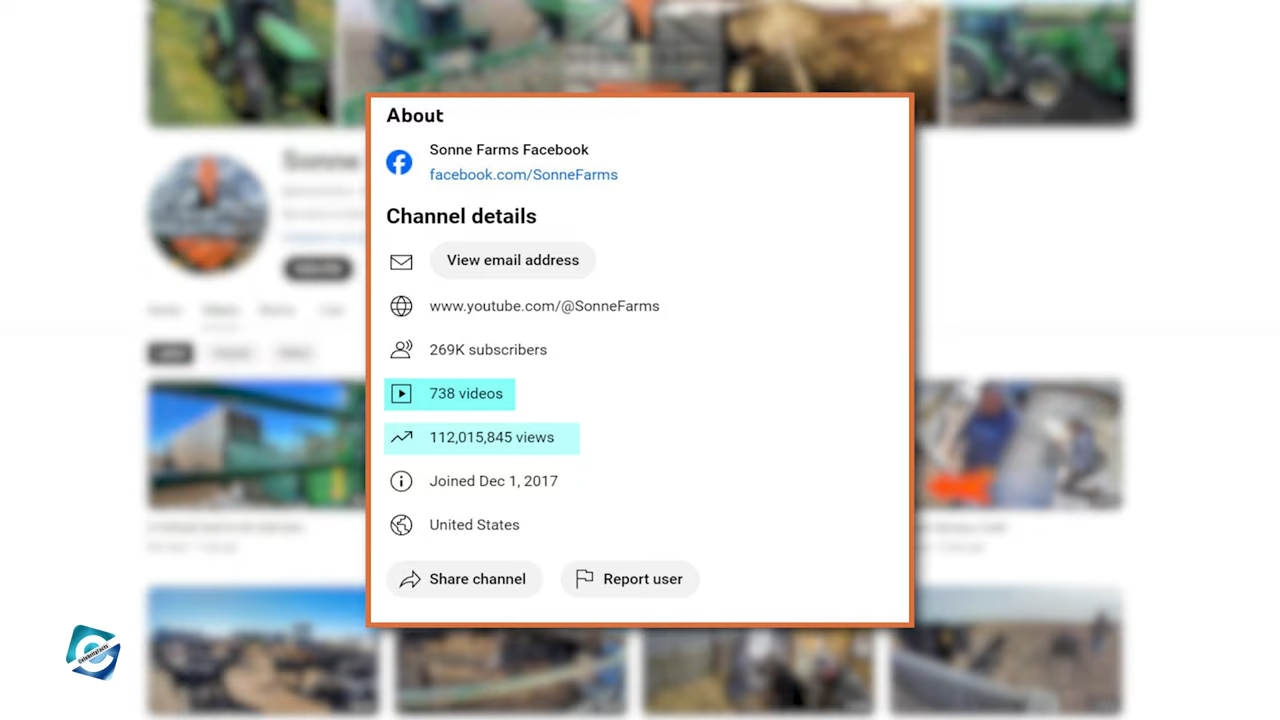 About
Sonne Farms Facebook
facebook.com/SonneFarms
Channel details
View email address
www.youtube.com/@SonneFarms
269K subscribers
738 videos
112,015,845 views
Joined Dec 1, 2017
United States
Share channel
Report user
Sonne